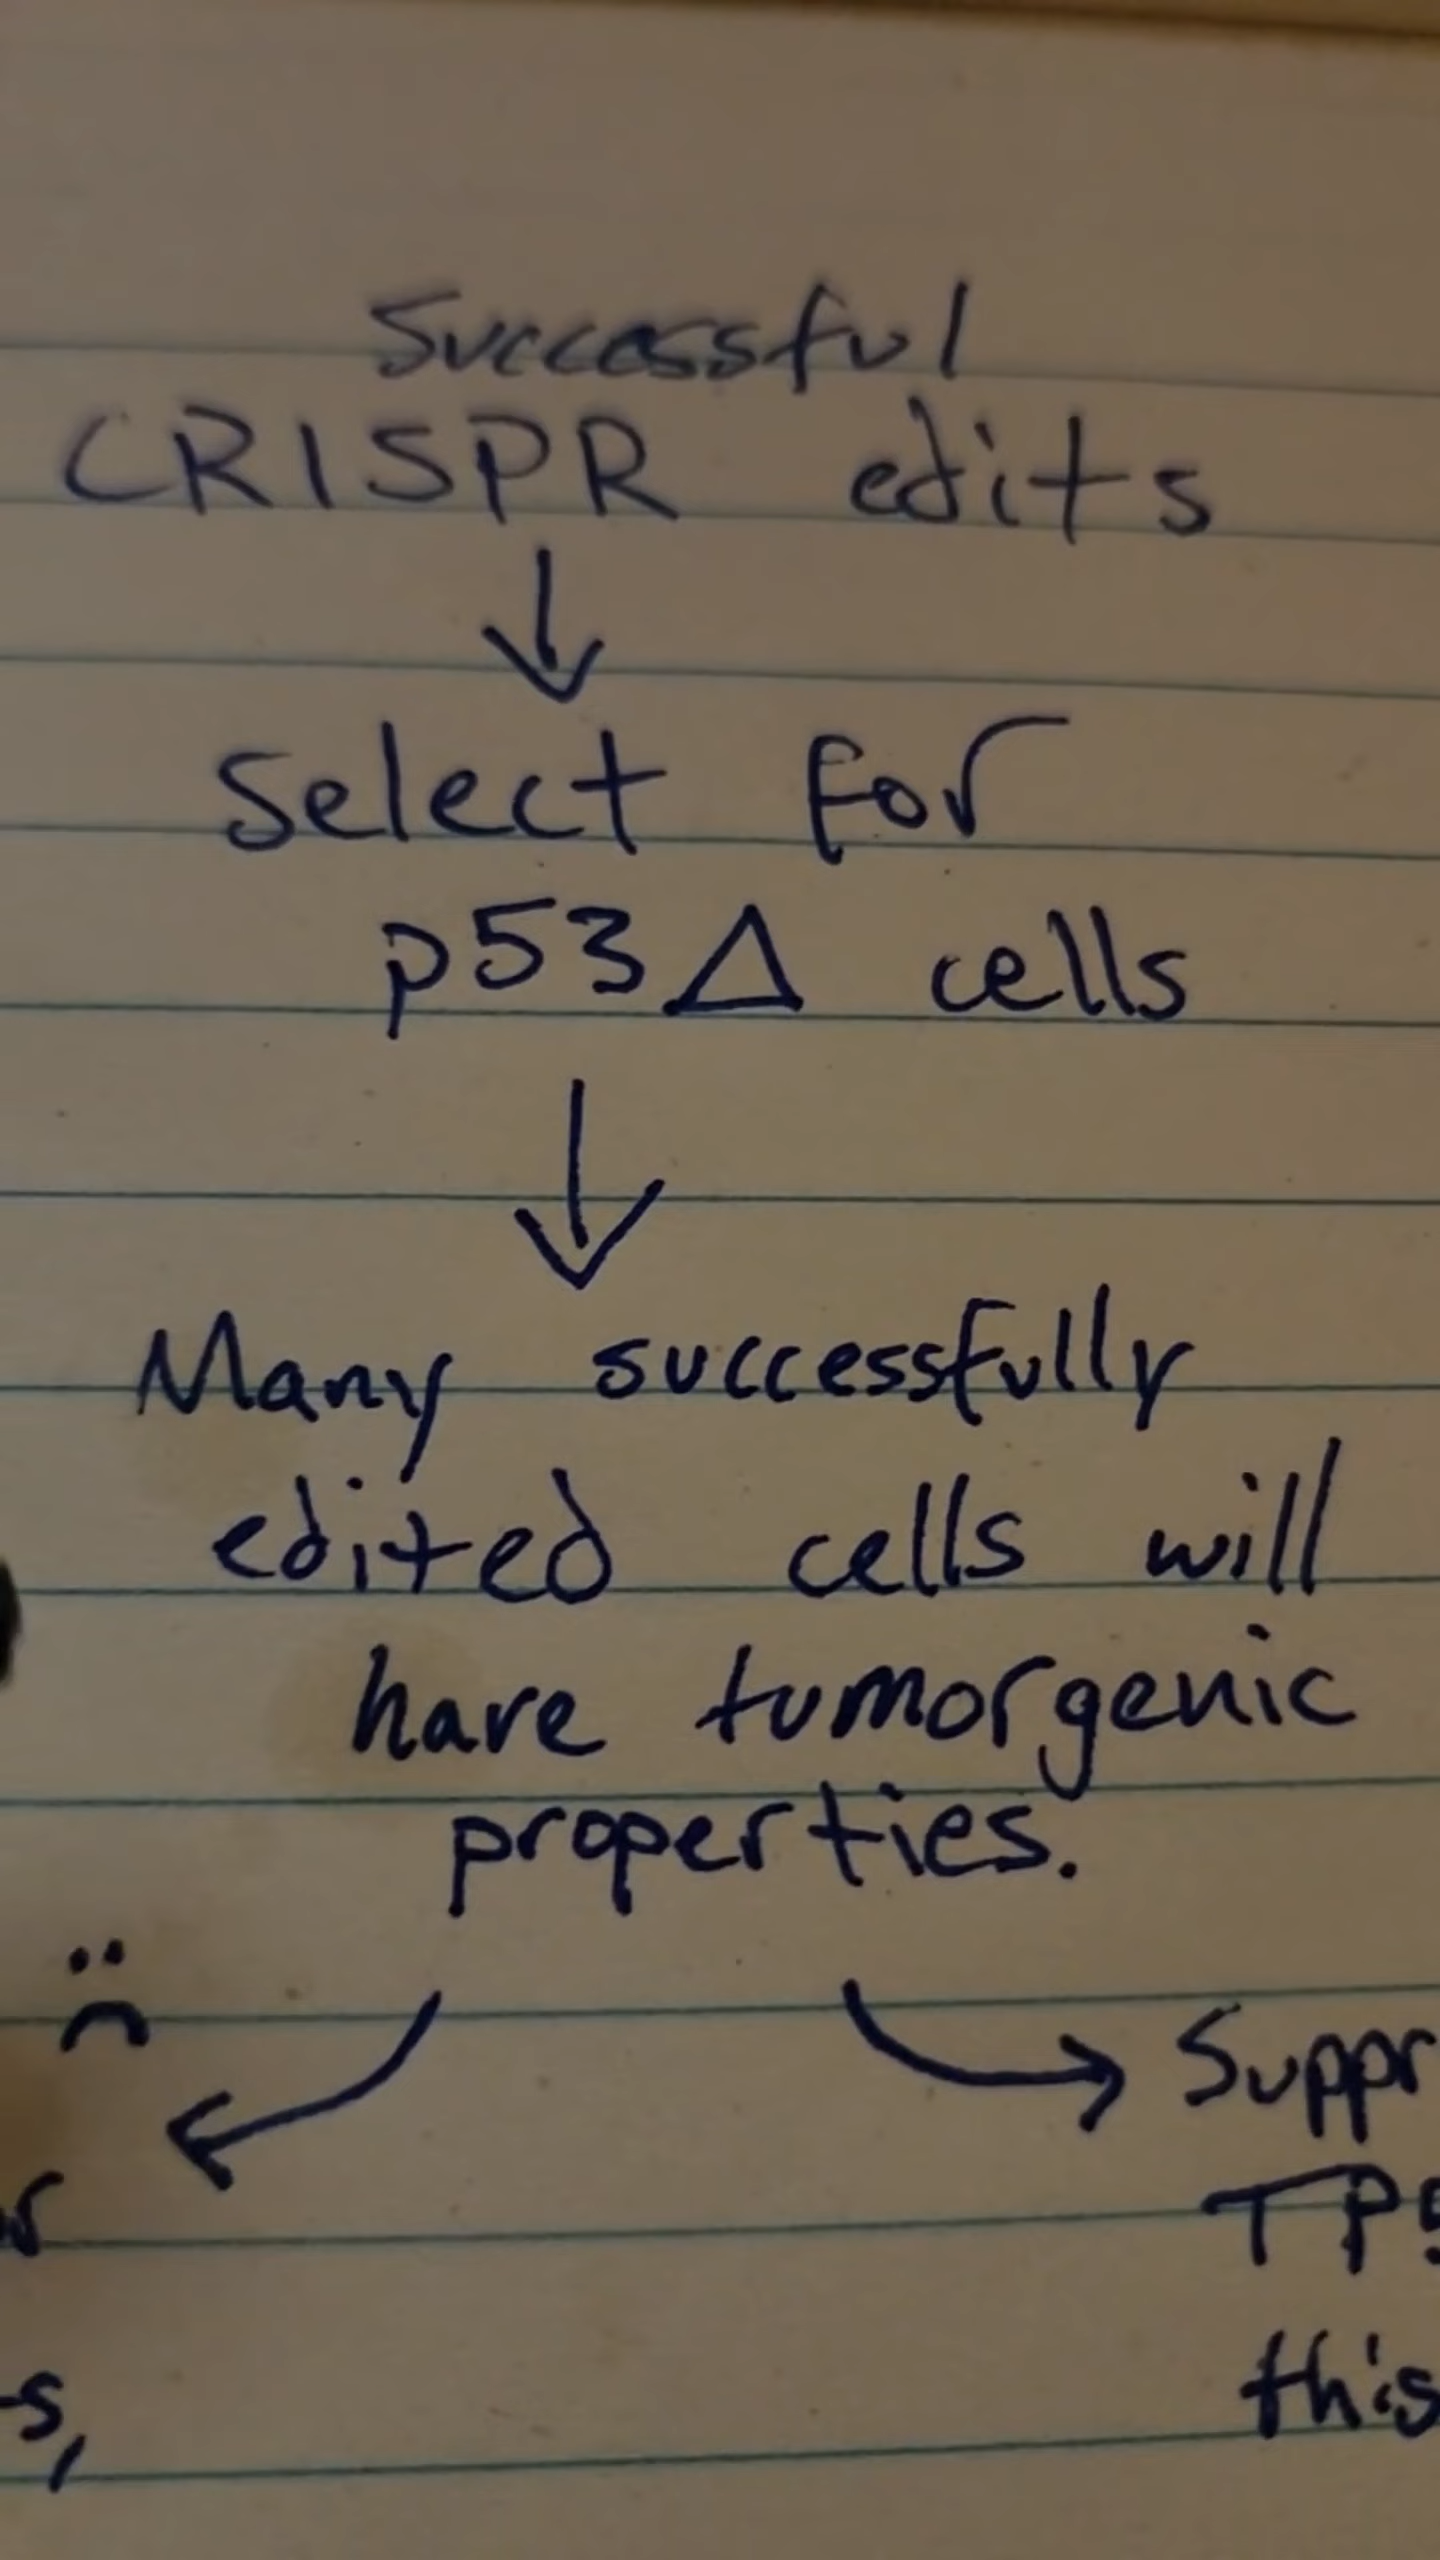 Successful
CRISPR edits
↓
Select for
p53Δ cells
↓
Many successfully
edited cells will
have tumorgenic
properties.